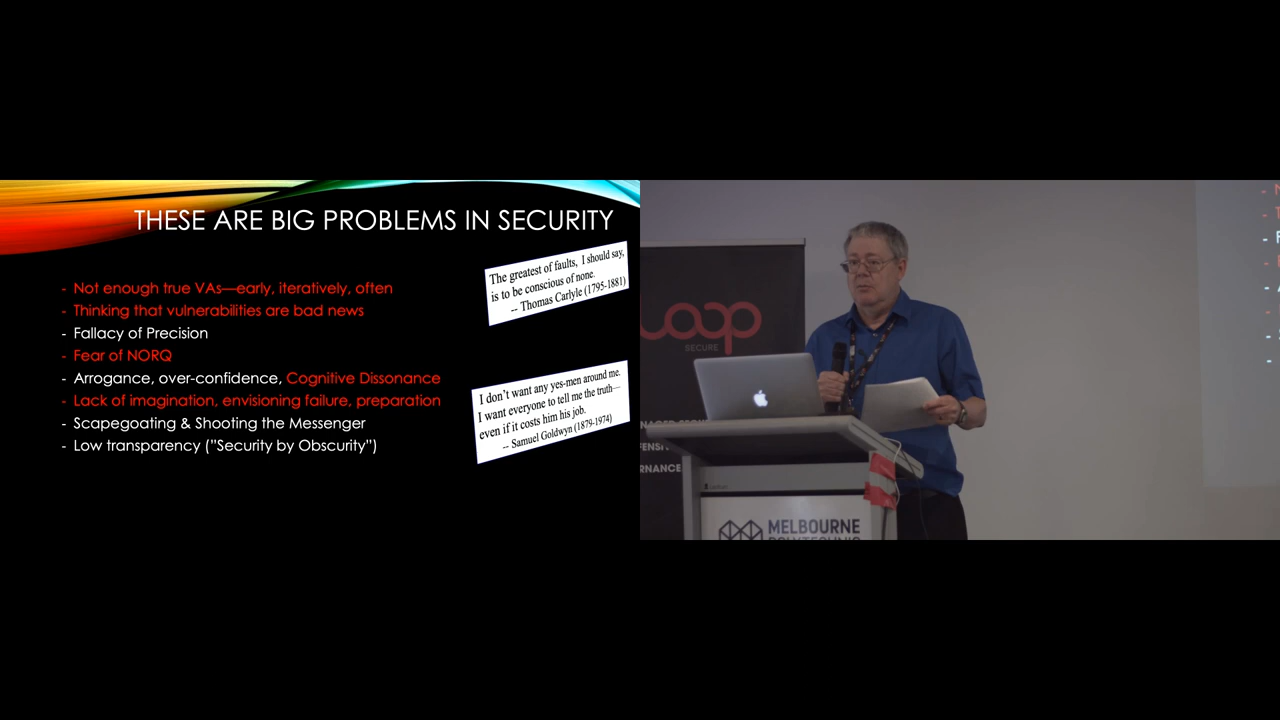 THESE ARE BIG PROBLEMS IN SECURITY
- Not enough true VAs—early, iteratively, often
- Thinking that vulnerabilities are bad news
- Fallacy of Precision
- Fear of NORQ
- Arrogance, over-confidence, Cognitive Dissonance
- Lack of imagination, envisioning failure, preparation
- Scapegoating & Shooting the Messenger
- Low transparency ("Security by Obscurity")
The greatest of faults, I should say,
is to be conscious of none.
-- Thomas Carlyle (1795-1881)
I don't want any yes-men around me.
I want everyone to tell me the truth—
even if it costs him his job.
-- Samuel Goldwyn (1879-1974)
loop
SECURE
MELBOURNE
POLYTECHNIC